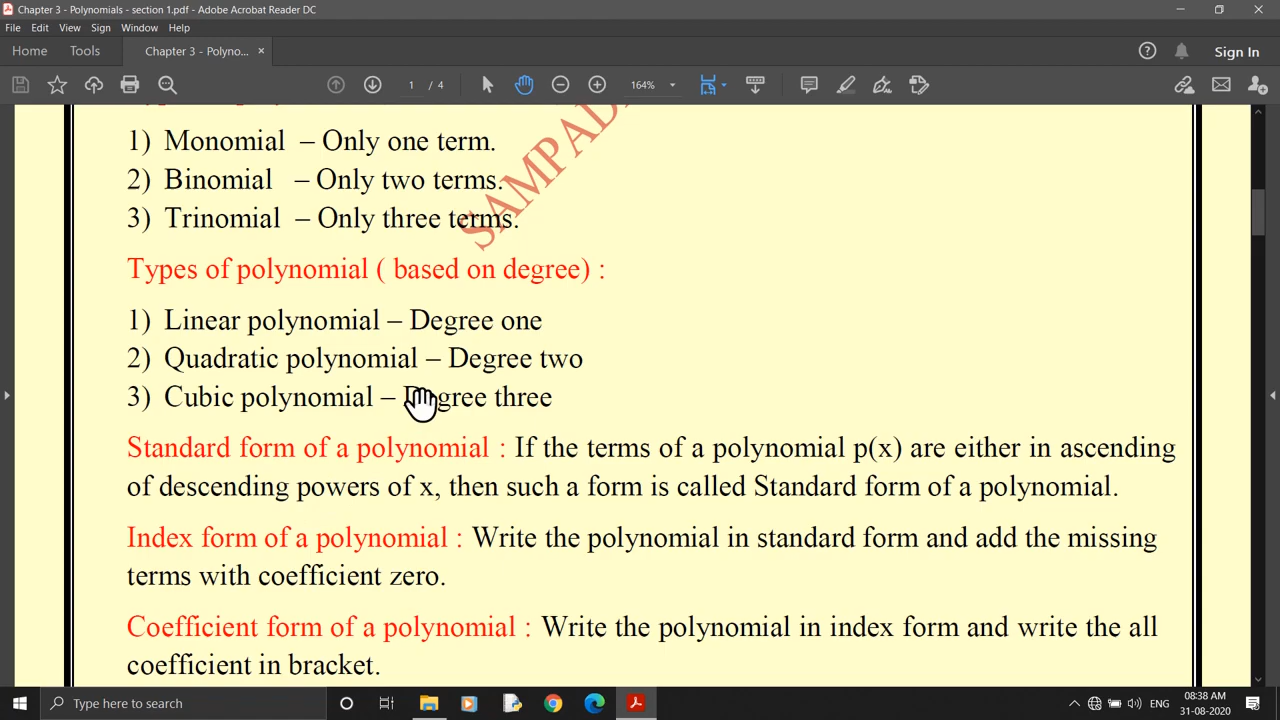 Chapter 3 - Polynomials - section 1.pdf - Adobe Acrobat Reader DC
File Edit View Sign Window Help
Home Tools Chapter 3 - Polyno... × Sign In
1 / 4 164%
1) Monomial – Only one term.
2) Binomial – Only two terms.
3) Trinomial – Only three terms.
SAMPAD
Types of polynomial ( based on degree) :
1) Linear polynomial – Degree one
2) Quadratic polynomial – Degree two
3) Cubic polynomial – Degree three
Standard form of a polynomial : If the terms of a polynomial p(x) are either in ascending
of descending powers of x, then such a form is called Standard form of a polynomial.
Index form of a polynomial : Write the polynomial in standard form and add the missing
terms with coefficient zero.
Coefficient form of a polynomial : Write the polynomial in index form and write the all
coefficient in bracket.
Type here to search
ENG
08:38 AM
31-08-2020